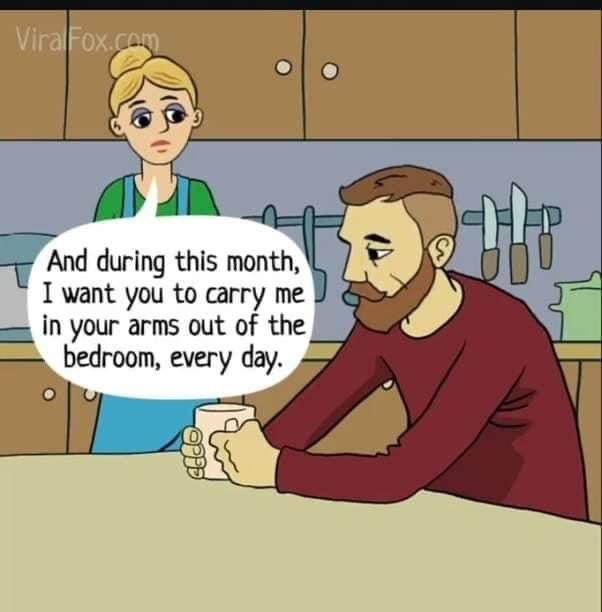 ViralFox.com
And during this month,
I want you to carry me
in your arms out of the
bedroom, every day.